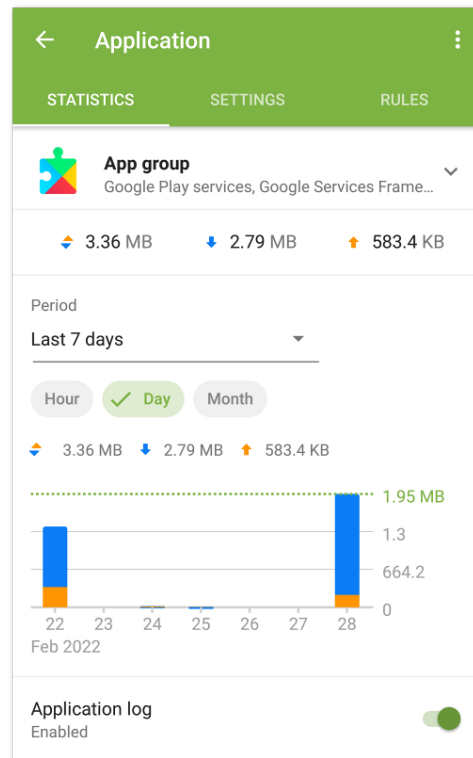 Application
STATISTICS SETTINGS RULES
App group
Google Play services, Google Services Frame...
3.36 MB 2.79 MB 583.4 KB
Period
Last 7 days
Hour Day Month
3.36 MB 2.79 MB 583.4 KB
1.95 MB
1.3
664.2
0
22 23 24 25 26 27 28
Feb 2022
Application log
Enabled